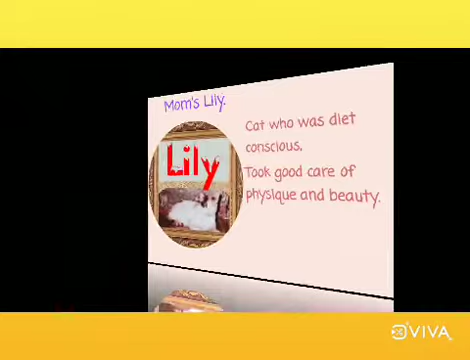 Mom's Lily.
Cat who was diet
conscious.
Took good care of
physique and beauty.
Lily
VIVA